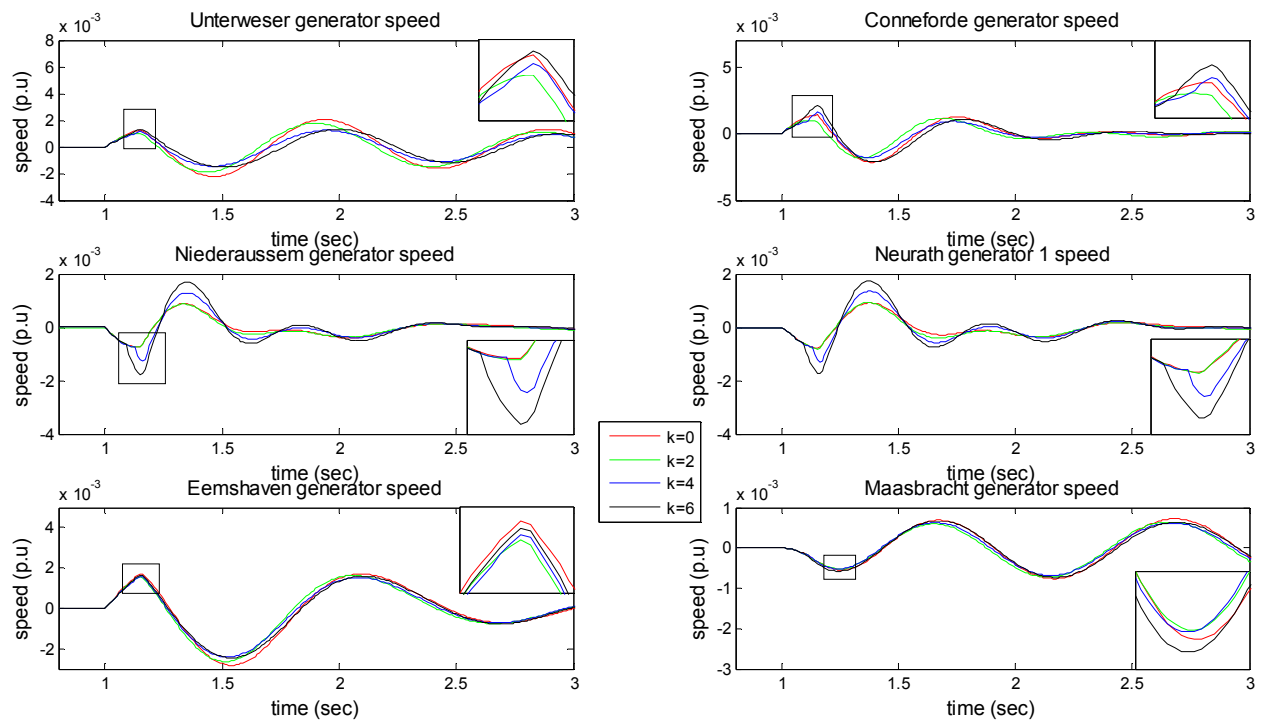 Unterweser generator speed
x 10-3
8
6
4
2
0
-2
-4
speed (p.u)
1
1.5
2
2.5
3
time (sec)
Conneforde generator speed
x 10-3
5
0
-5
speed (p.u)
1
1.5
2
2.5
3
time (sec)
Niederaussem generator speed
x 10-3
2
0
-2
-4
speed (p.u)
1
1.5
2
2.5
3
time (sec)
Neurath generator 1 speed
x 10-3
2
0
-2
-4
speed (p.u)
1
1.5
2
2.5
3
time (sec)
k=0
k=2
k=4
k=6
Eemshaven generator speed
x 10-3
4
2
0
-2
speed (p.u)
1
1.5
2
2.5
3
time (sec)
Maasbracht generator speed
x 10-3
1
0
-1
-2
-3
speed (p.u)
1
1.5
2
2.5
3
time (sec)